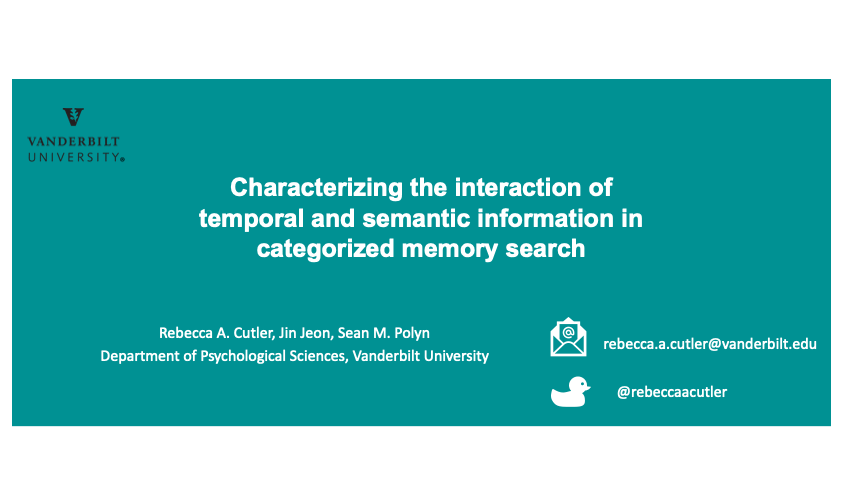 VANDERBILT
UNIVERSITY®
Characterizing the interaction of
temporal and semantic information in
categorized memory search
Rebecca A. Cutler, Jin Jeon, Sean M. Polyn
Department of Psychological Sciences, Vanderbilt University
@
rebecca.a.cutler@vanderbilt.edu
@rebeccaacutler